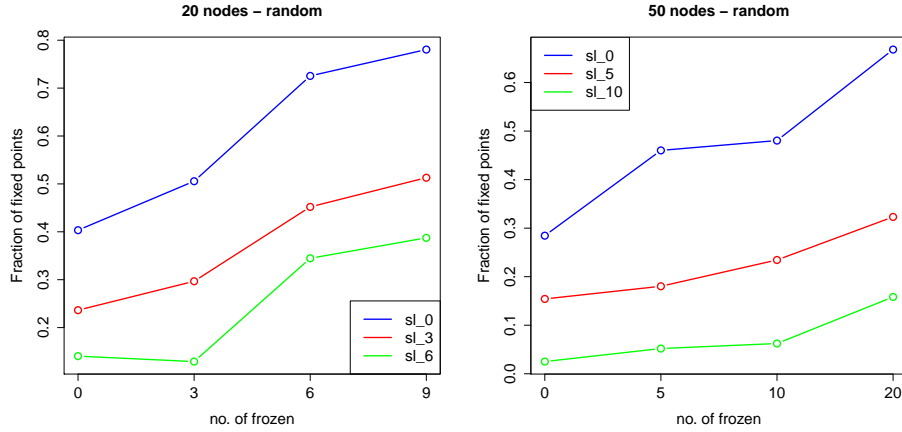 20 nodes − random
Fraction of fixed points
0.8
0.7
0.6
0.5
0.4
0.3
0.2
0 3 6 9
no. of frozen
sl_0
sl_3
sl_6
50 nodes − random
Fraction of fixed points
0.6
0.5
0.4
0.3
0.2
0.1
0.0
0 5 10 20
no. of frozen
sl_0
sl_5
sl_10